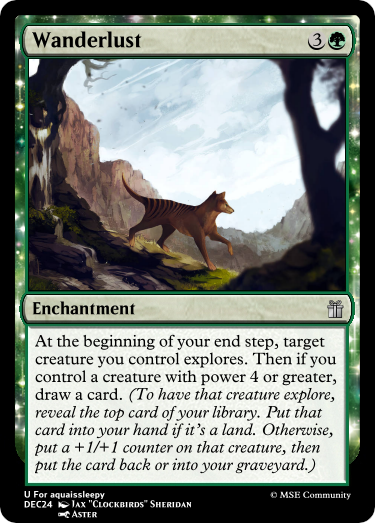 Wanderlust 3
Enchantment
At the beginning of your end step, target
creature you control explores. Then if you
control a creature with power 4 or greater,
draw a card. (To have that creature explore,
reveal the top card of your library. Put that
card into your hand if it's a land. Otherwise,
put a +1/+1 counter on that creature, then
put the card back or into your graveyard.)
U For aquaissleepy
DEC24 Jax "Clockbirds" Sheridan © MSE Community
Aster